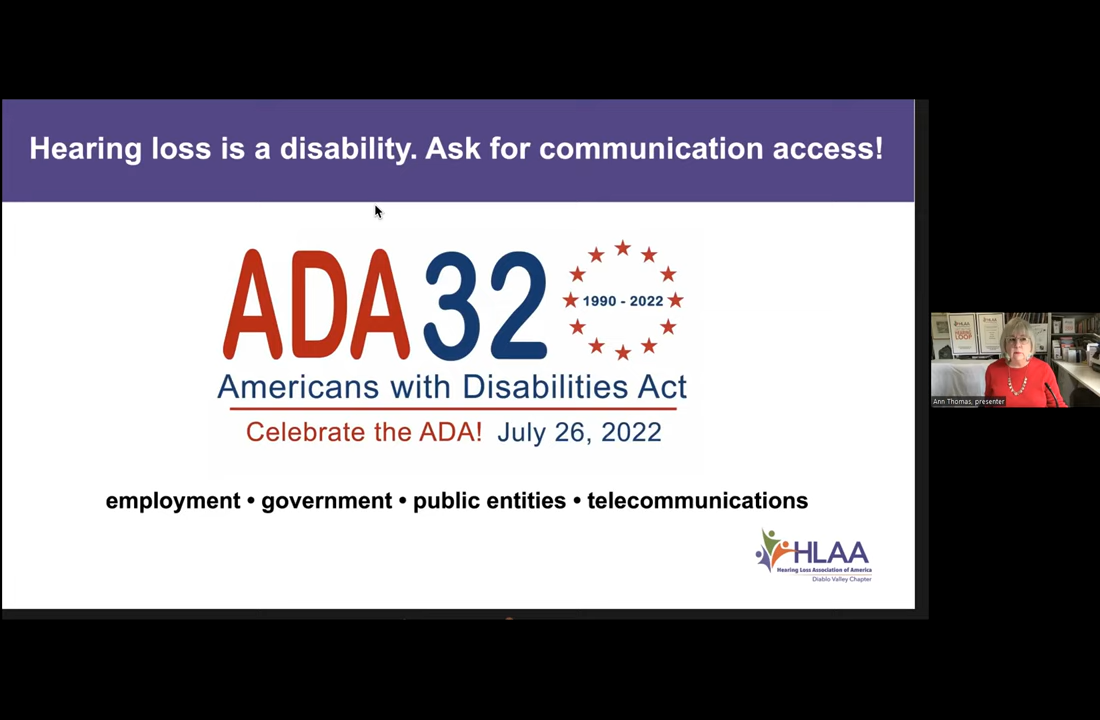 Hearing loss is a disability. Ask for communication access!
ADA 32
1990 - 2022
Americans with Disabilities Act
Celebrate the ADA! July 26, 2022
employment • government • public entities • telecommunications
HLAA
Hearing Loss Association of America
Diablo Valley Chapter
Ann Thomas, presenter